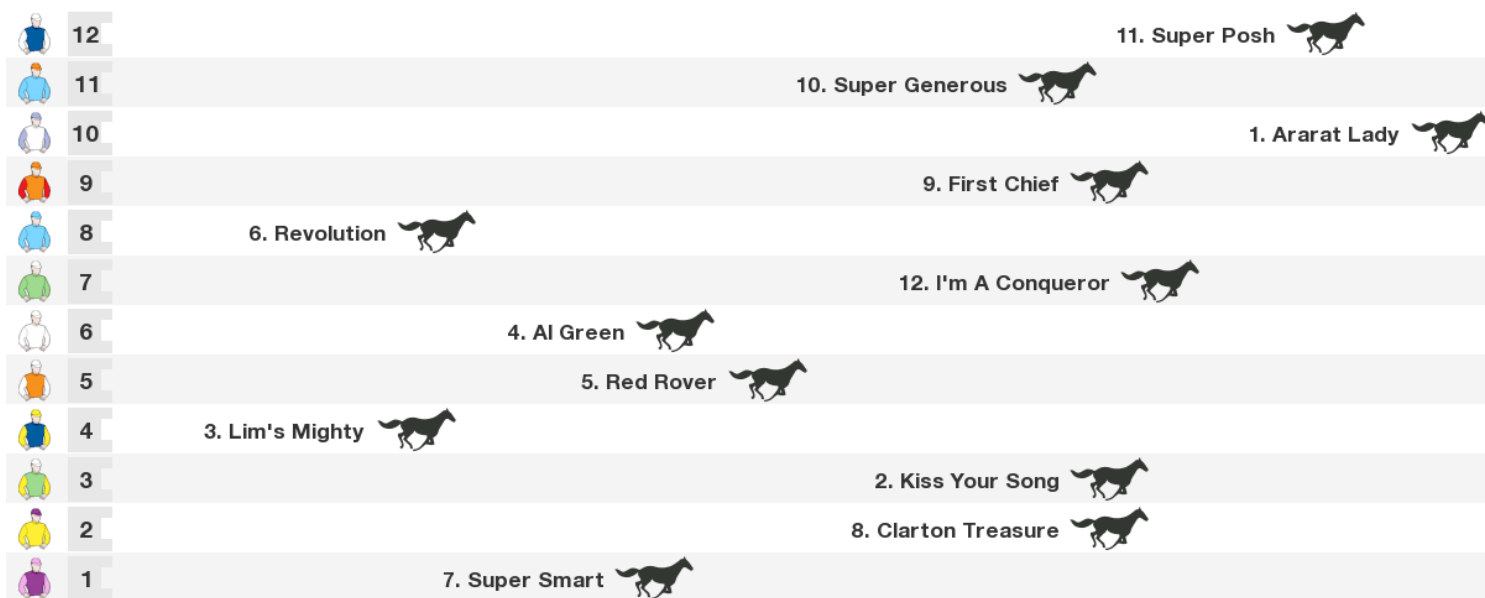 12 11. Super Posh
11 10. Super Generous
10 1. Ararat Lady
9 9. First Chief
8 6. Revolution
7 12. I'm A Conqueror
6 4. Al Green
5 5. Red Rover
4 3. Lim's Mighty
3 2. Kiss Your Song
2 8. Clarton Treasure
1 7. Super Smart